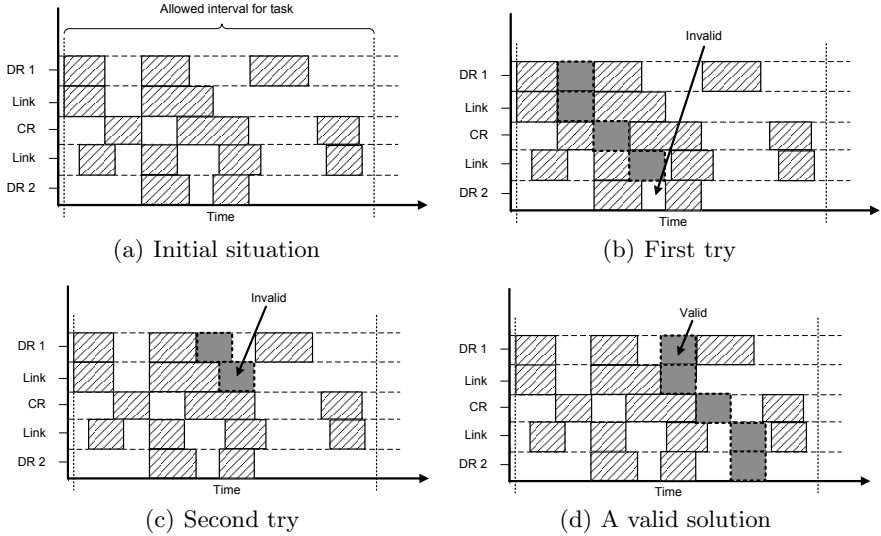 Allowed interval for task
DR 1
Link
CR
Link
DR 2
Time
(a) Initial situation
Invalid
DR 1
Link
CR
Link
DR 2
Time
(b) First try
Invalid
DR 1
Link
CR
Link
DR 2
Time
(c) Second try
Valid
DR 1
Link
CR
Link
DR 2
Time
(d) A valid solution